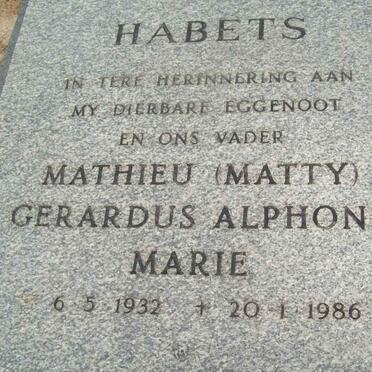 HABETS
IN TERE HERINNERING AAN
MY DIERBARE EGGENOOT
EN ONS VADER
MATHIEU (MATTY)
GERARDUS ALPHON
MARIE
6 5 1932 + 20 1 1986